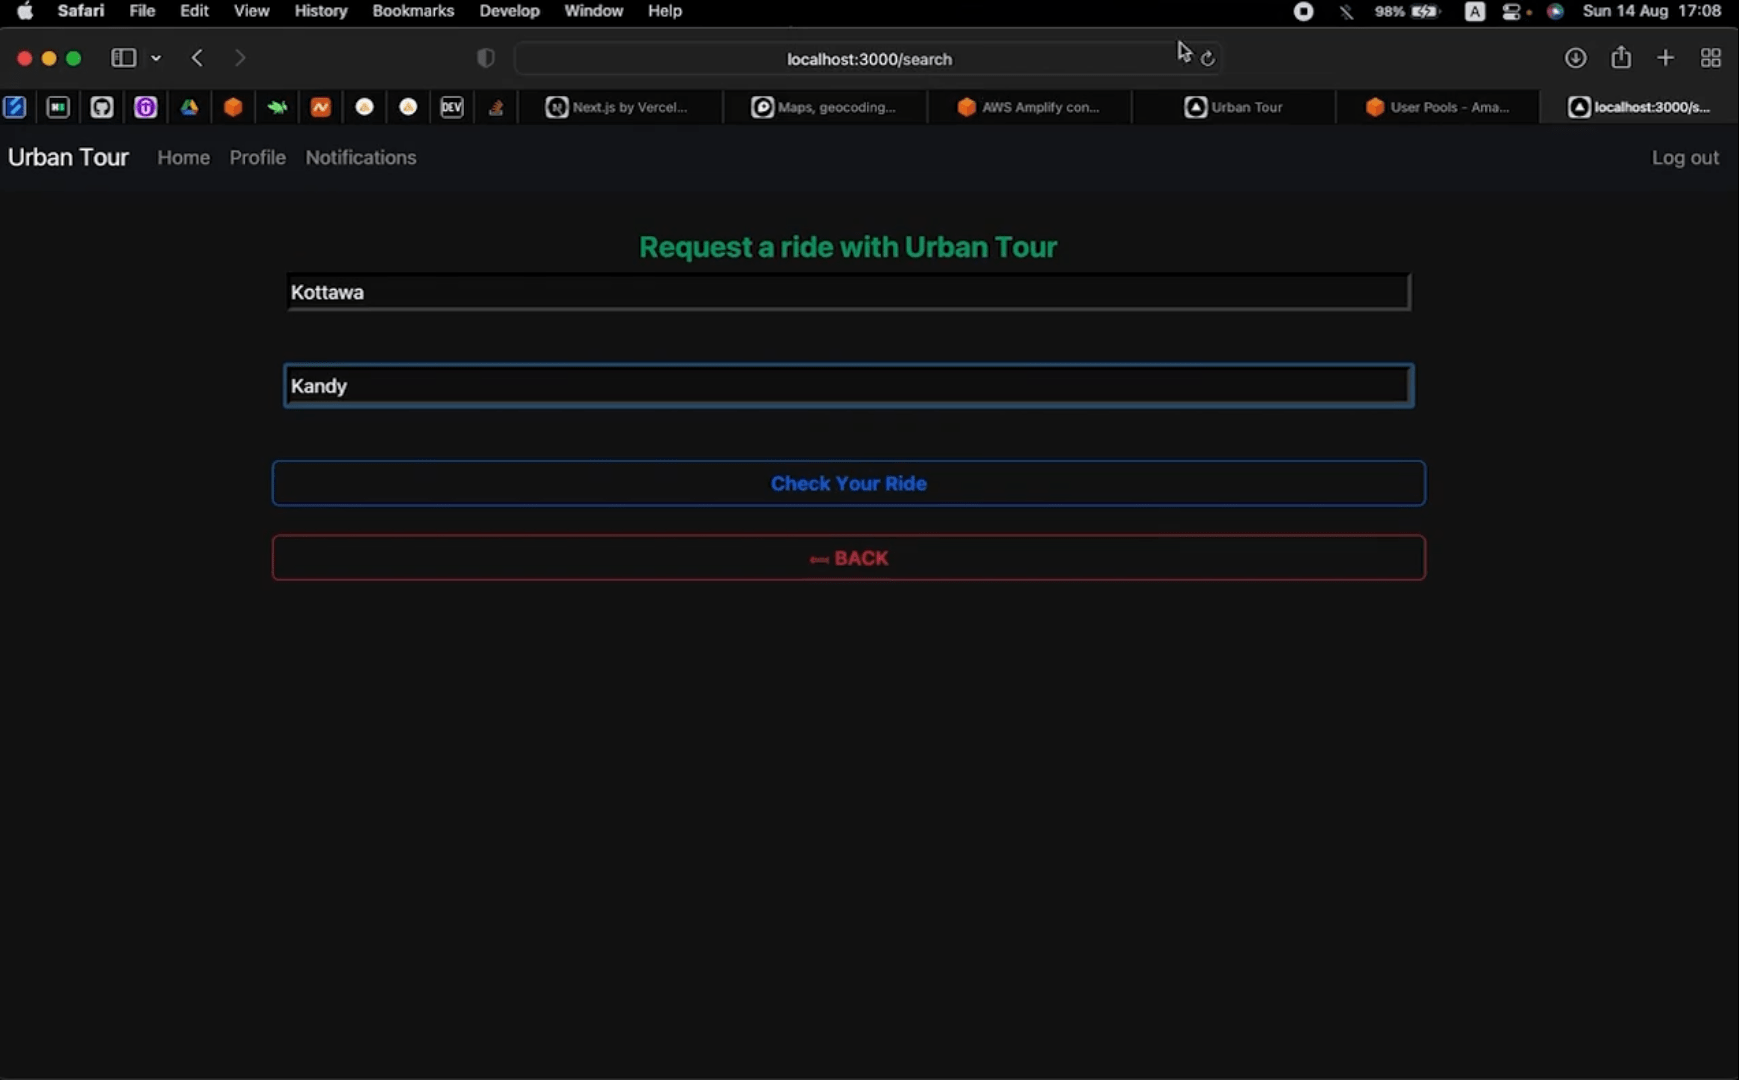 Safari File Edit View History Bookmarks Develop Window Help 98% A Sun 14 Aug 17:08
localhost:3000/search
DEV Next.js by Vercel... Maps, geocoding... AWS Amplify con... Urban Tour User Pools - Ama... localhost:3000/s...
Urban Tour Home Profile Notifications Log out
Request a ride with Urban Tour
Kottawa
Kandy
Check Your Ride
⟸ BACK